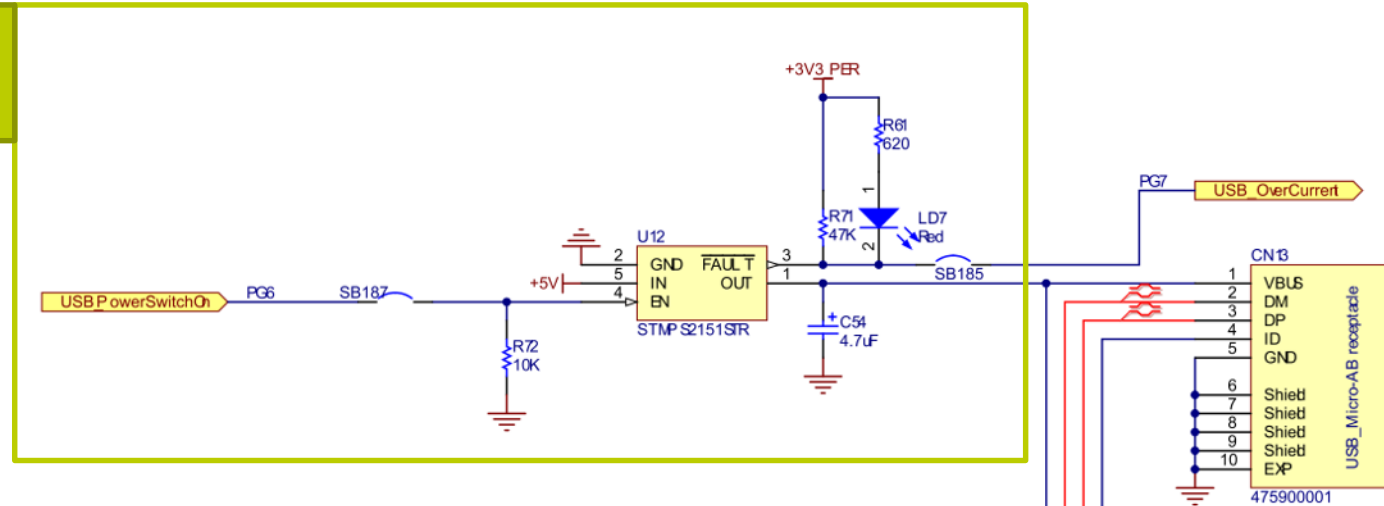 +3V3_PER
R61
620
PG7
USB_OverCurrent
1
R71
47K
LD7
Red
2
U12
2
GND
FAULT
3
5
IN
OUT
1
+5V
4
EN
STMPS2151STR
SB185
USB_PowerSwitchOn
PG6
SB187
R72
10K
+
C54
4.7uF
CN13
1
VBUS
2
DM
3
DP
4
ID
5
GND
6
Shield
7
Shield
8
Shield
9
Shield
10
EXP
USB_Micro-AB receptacle
475900001